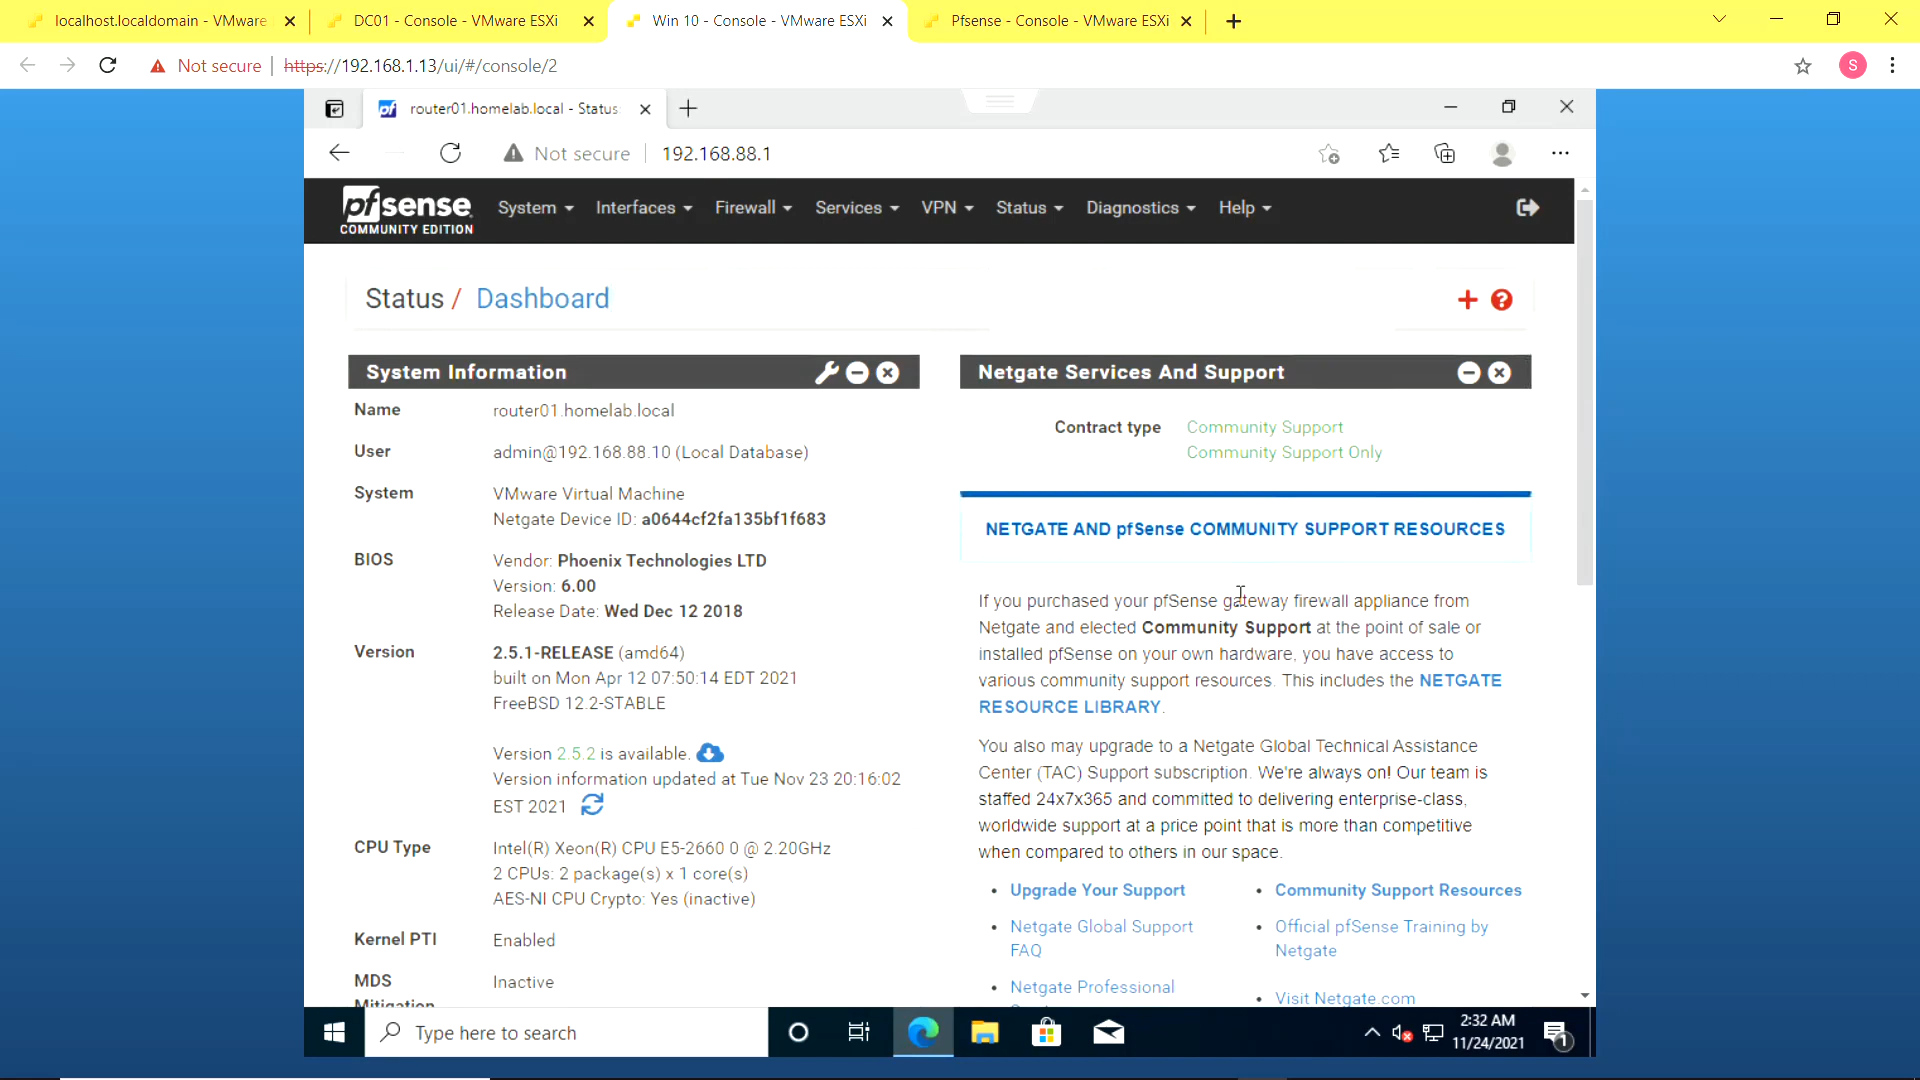 localhost.localdomain - VMware
DC01 - Console - VMware ESXi
Win 10 - Console - VMware ESXi
Pfsense - Console - VMware ESXi
Not secure
https://192.168.1.13/ui/#/console/2
S
router01.homelab.local - Status:
Not secure
192.168.88.1
pfsense
COMMUNITY EDITION
System
Interfaces
Firewall
Services
VPN
Status
Diagnostics
Help
Status / Dashboard
System Information
Name
router01.homelab.local
User
admin@192.168.88.10 (Local Database)
System
VMware Virtual Machine
Netgate Device ID: a0644cf2fa135bf1f683
BIOS
Vendor: Phoenix Technologies LTD
Version: 6.00
Release Date: Wed Dec 12 2018
Version
2.5.1-RELEASE (amd64)
built on Mon Apr 12 07:50:14 EDT 2021
FreeBSD 12.2-STABLE
Version 2.5.2 is available.
Version information updated at Tue Nov 23 20:16:02
EST 2021
CPU Type
Intel(R) Xeon(R) CPU E5-2660 0 @ 2.20GHz
2 CPUs: 2 package(s) x 1 core(s)
AES-NI CPU Crypto: Yes (inactive)
Kernel PTI
Enabled
MDS
Mitigation
Inactive
Netgate Services And Support
Contract type
Community Support
Community Support Only
NETGATE AND pfSense COMMUNITY SUPPORT RESOURCES
If you purchased your pfSense gateway firewall appliance from
Netgate and elected Community Support at the point of sale or
installed pfSense on your own hardware, you have access to
various community support resources. This includes the NETGATE
RESOURCE LIBRARY.
You also may upgrade to a Netgate Global Technical Assistance
Center (TAC) Support subscription. We're always on! Our team is
staffed 24x7x365 and committed to delivering enterprise-class,
worldwide support at a price point that is more than competitive
when compared to others in our space.
Upgrade Your Support
Community Support Resources
Netgate Global Support
FAQ
Official pfSense Training by
Netgate
Netgate Professional
Visit Netgate.com
Type here to search
2:32 AM
11/24/2021
1